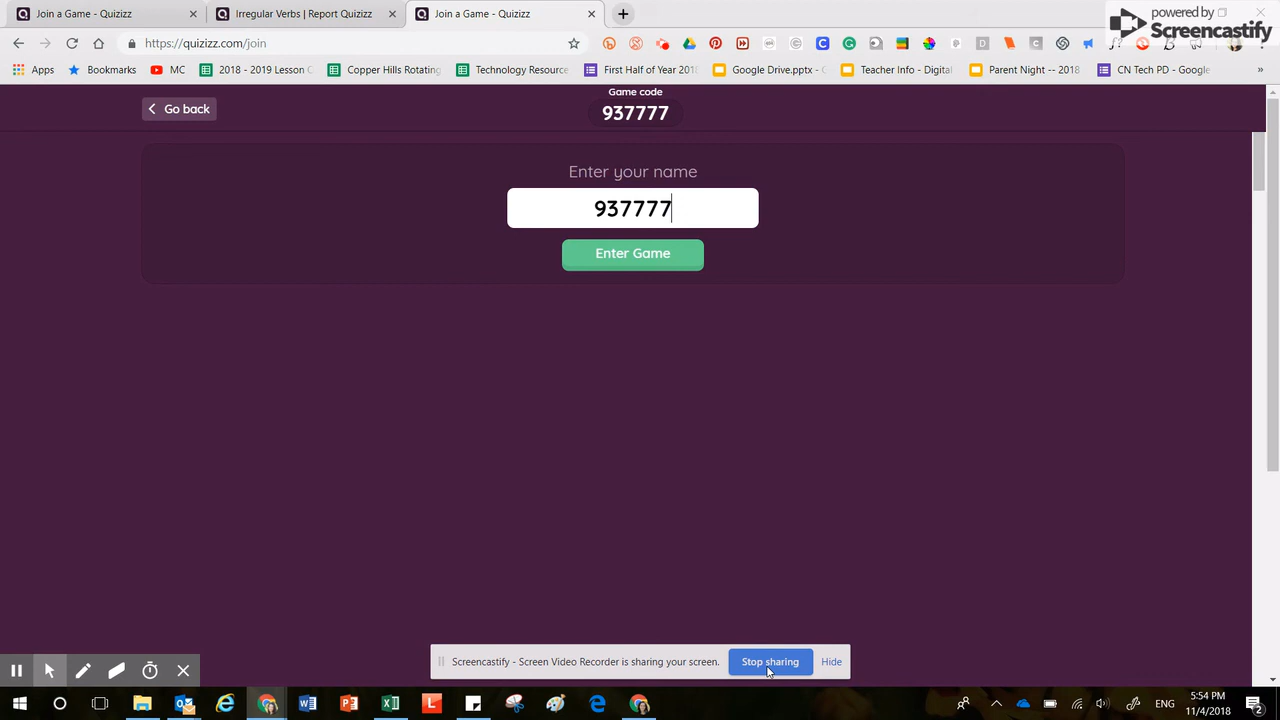 Join a Game - Quizizz
Irregular Verbs | Report Quizizz
Join a Game - Quizizz
powered by
Screencastify
https://quizizz.com/join
Apps
Bookmarks
MC
2018 - 2019 Lesson
Copper Hills Rotating
Technology Resource
First Half of Year 201
Google Drive.pptx - G
Teacher Info - Digital
Parent Night -- 2018
CN Tech PD - Google
»
Go back
Game code
937777
Enter your name
937777
Enter Game
Screencastify - Screen Video Recorder is sharing your screen.
Stop sharing
Hide
ENG
5:54 PM
11/4/2018
2